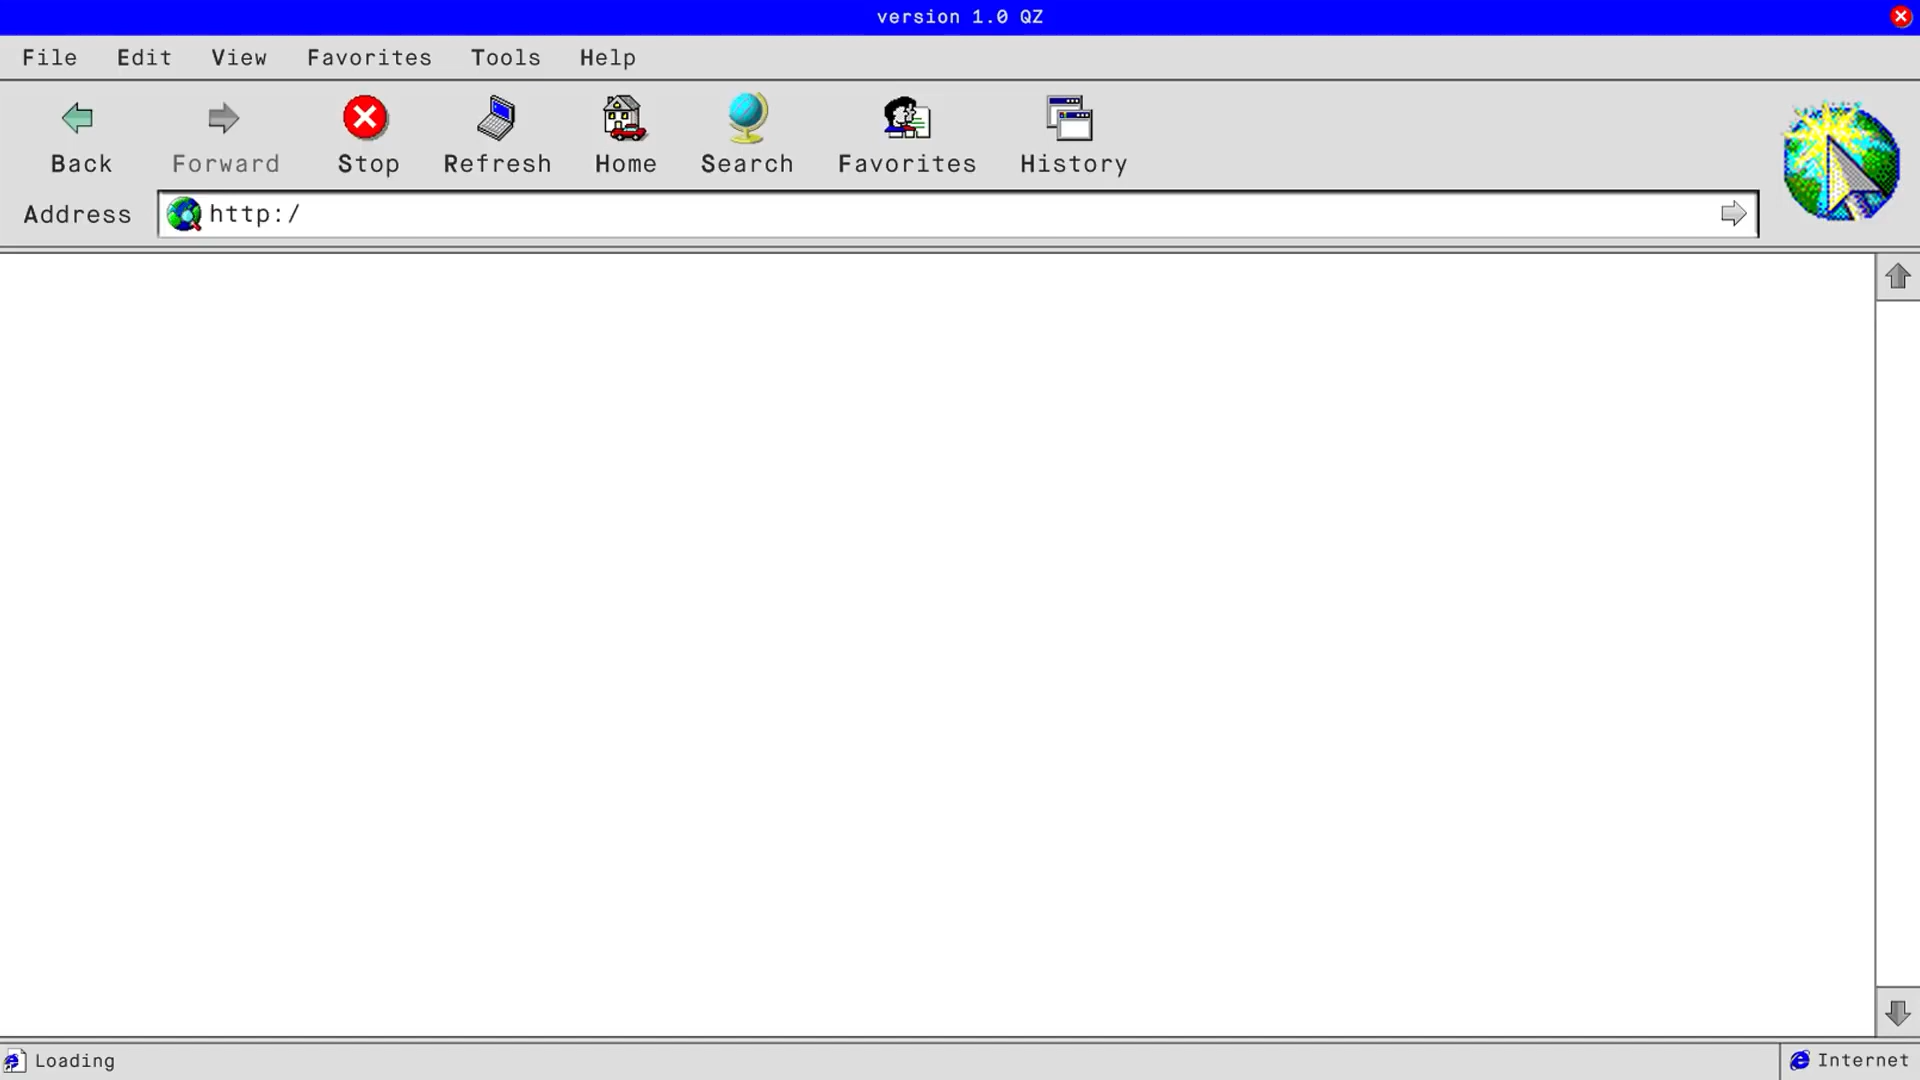 version 1.0 QZ
File Edit View Favorites Tools Help
Back Forward Stop Refresh Home Search Favorites History
Address http:/
Loading Internet